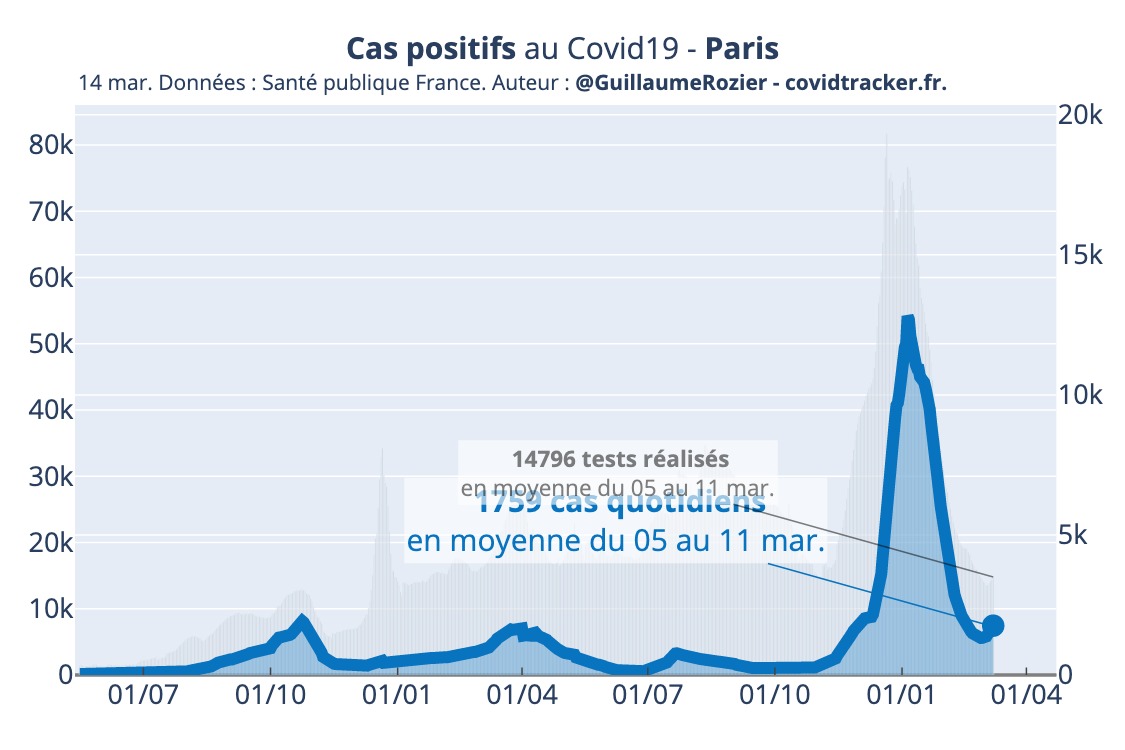 Cas positifs au Covid19 - Paris
14 mar. Données : Santé publique France. Auteur : @GuillaumeRozier - covidtracker.fr.
20k
80k
70k
15k
60k
50k
10k
40k
14796 tests réalisés
30k
en moyenne du 05 au 11 mar.
1759 cas quotidiens
5k
20k
en moyenne du 05 au 11 mar.
10k
0
0
01/07 01/10 01/01 01/04 01/07 01/10 01/01 01/04